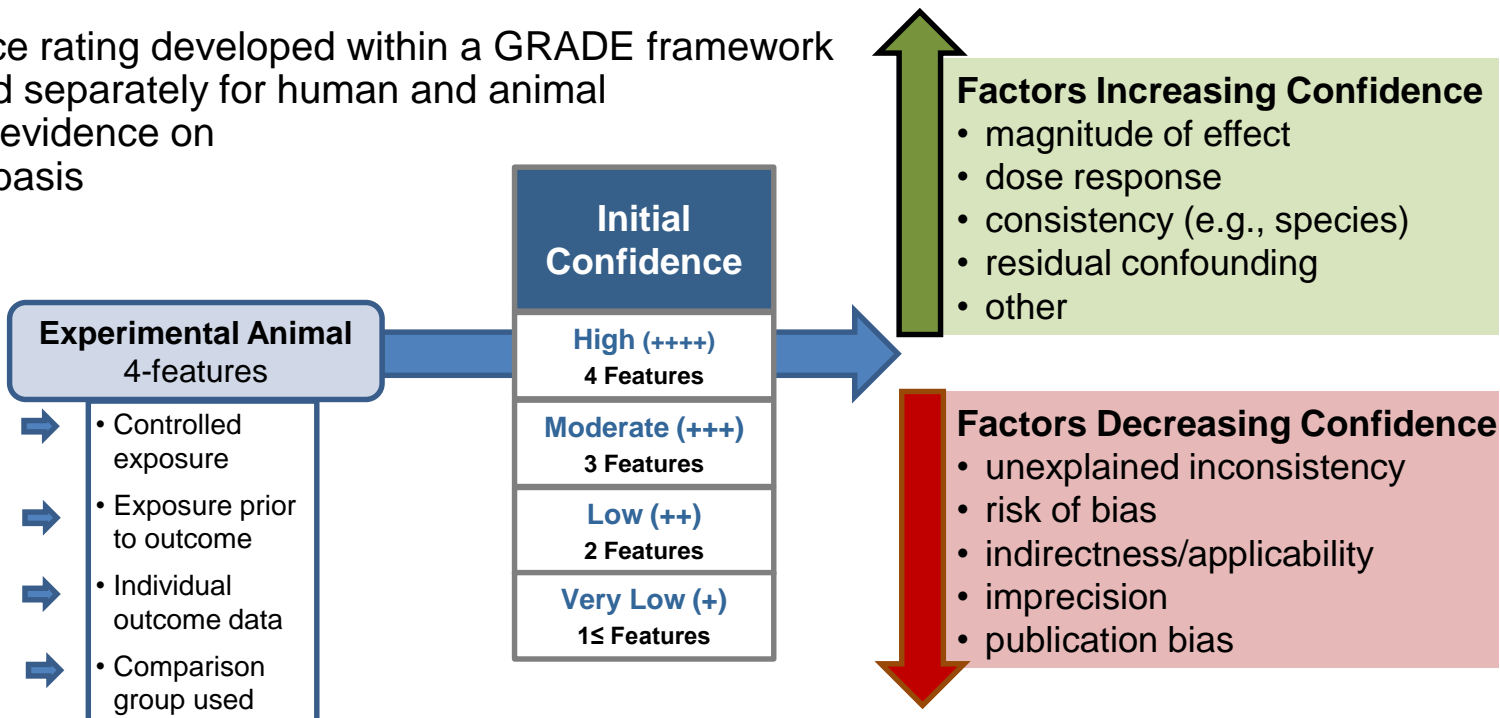 ce rating developed within a GRADE framework
d separately for human and animal
evidence on
basis
Experimental Animal
4-features
• Controlled
exposure
• Exposure prior
to outcome
• Individual
outcome data
• Comparison
group used
Initial
Confidence
High (++++)
4 Features
Moderate (+++)
3 Features
Low (++)
2 Features
Very Low (+)
1≤ Features
Factors Increasing Confidence
• magnitude of effect
• dose response
• consistency (e.g., species)
• residual confounding
• other
Factors Decreasing Confidence
• unexplained inconsistency
• risk of bias
• indirectness/applicability
• imprecision
• publication bias